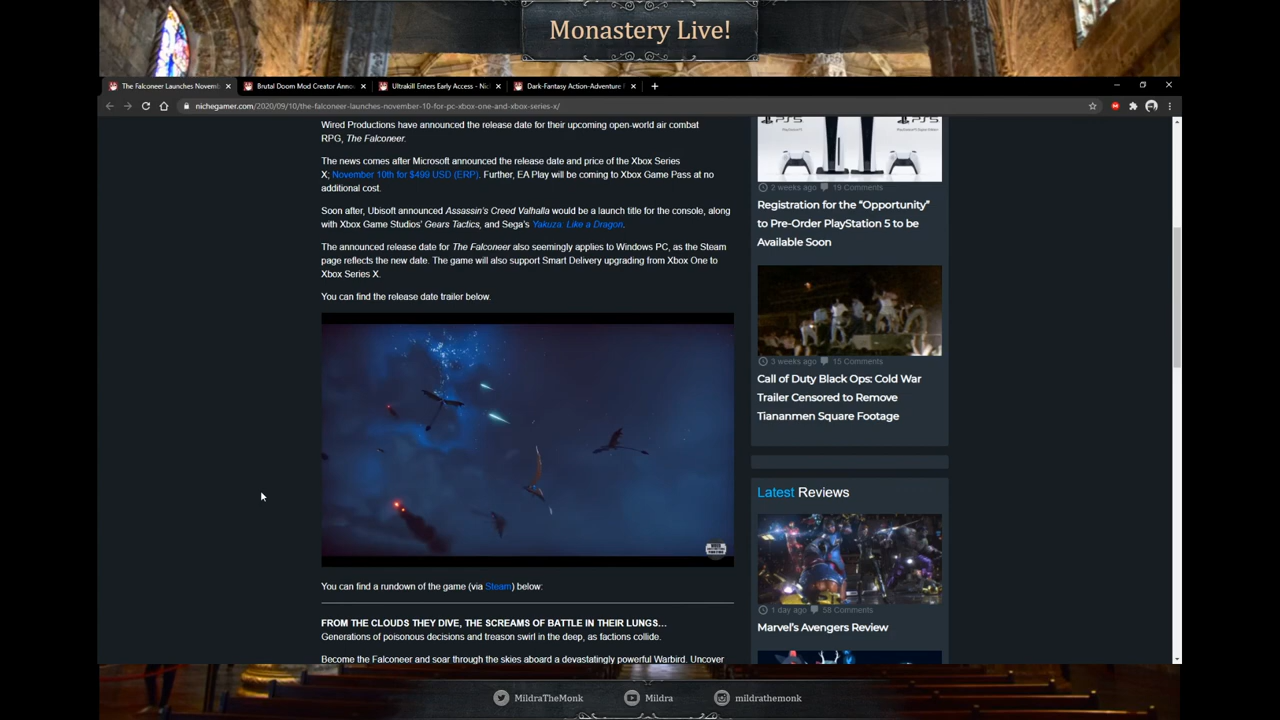 Monastery Live!
The Falconeer Launches Novemb
Brutal Doom Mod Creator Anno
Ultrakill Enters Early Access - Nic
Dark-Fantasy Action-Adventure
nichegamer.com/2020/09/10/the-falconeer-launches-november-10-for-pc-xbox-one-and-xbox-series-x/
Wired Productions have announced the release date for their upcoming open-world air combat
RPG, The Falconeer.
The news comes after Microsoft announced the release date and price of the Xbox Series
X; November 10th for $499 USD (ERP). Further, EA Play will be coming to Xbox Game Pass at no
additional cost.
Soon after, Ubisoft announced Assassin's Creed Valhalla would be a launch title for the console, along
with Xbox Game Studios' Gears Tactics, and Sega's Yakuza: Like a Dragon.
The announced release date for The Falconeer also seemingly applies to Windows PC, as the Steam
page reflects the new date. The game will also support Smart Delivery upgrading from Xbox One to
Xbox Series X.
You can find the release date trailer below.
You can find a rundown of the game (via Steam) below:
FROM THE CLOUDS THEY DIVE, THE SCREAMS OF BATTLE IN THEIR LUNGS…
Generations of poisonous decisions and treason swirl in the deep, as factions collide.
Become the Falconeer and soar through the skies aboard a devastatingly powerful Warbird. Uncover
PS5
PS5
2 weeks ago 19 Comments
Registration for the “Opportunity”
to Pre-Order PlayStation 5 to be
Available Soon
3 weeks ago 15 Comments
Call of Duty Black Ops: Cold War
Trailer Censored to Remove
Tiananmen Square Footage
Latest Reviews
1 day ago 58 Comments
Marvel's Avengers Review
MildraTheMonk
Mildra
mildrathemonk